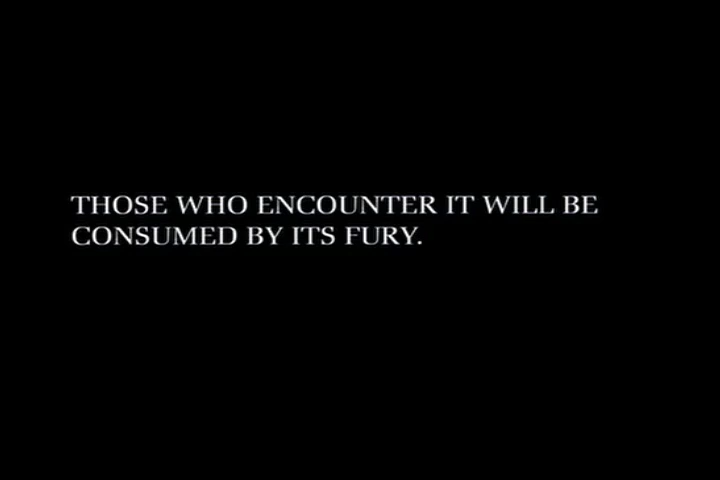 THOSE WHO ENCOUNTER IT WILL BE
CONSUMED BY ITS FURY.